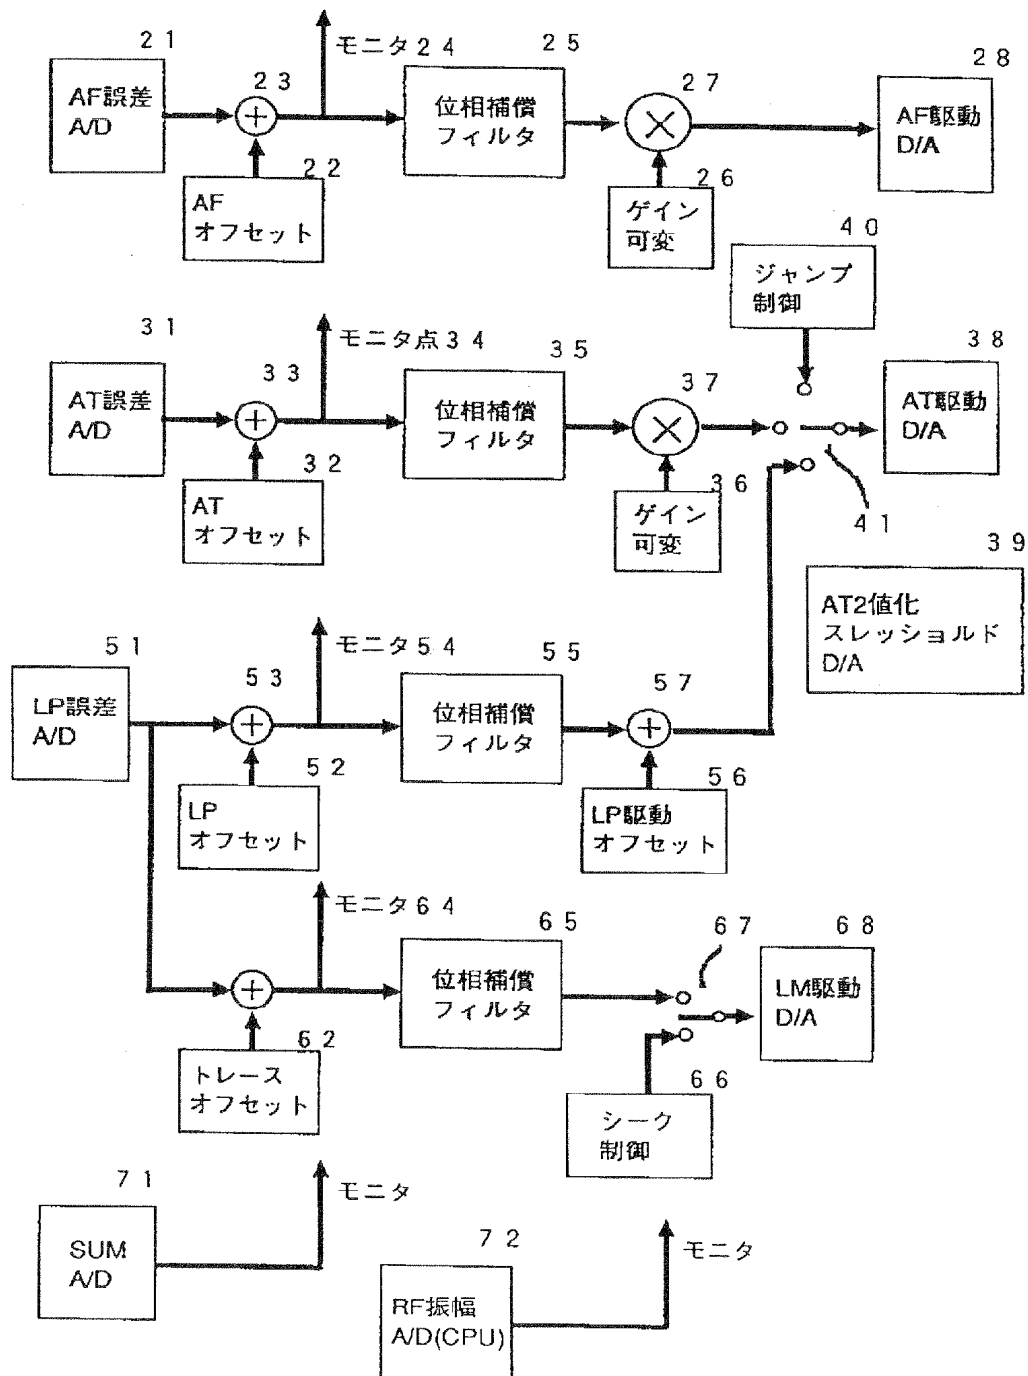 21
AF誤差
A/D
23
モニタ24
22
AF
オフセット
25
位相補償
フィルタ
27
26
ゲイン
可変
28
AF駆動
D/A
31
AT誤差
A/D
33
モニタ点34
32
AT
オフセット
35
位相補償
フィルタ
37
36
ゲイン
可変
40
ジャンプ
制御
38
AT駆動
D/A
41
39
AT2値化
スレッショルド
D/A
51
LP誤差
A/D
53
モニタ54
52
LP
オフセット
55
位相補償
フィルタ
57
56
LP駆動
オフセット
モニタ64
62
トレース
オフセット
65
位相補償
フィルタ
67
66
シーク
制御
68
LM駆動
D/A
71
SUM
A/D
モニタ
72
RF振幅
A/D(CPU)
モニタ